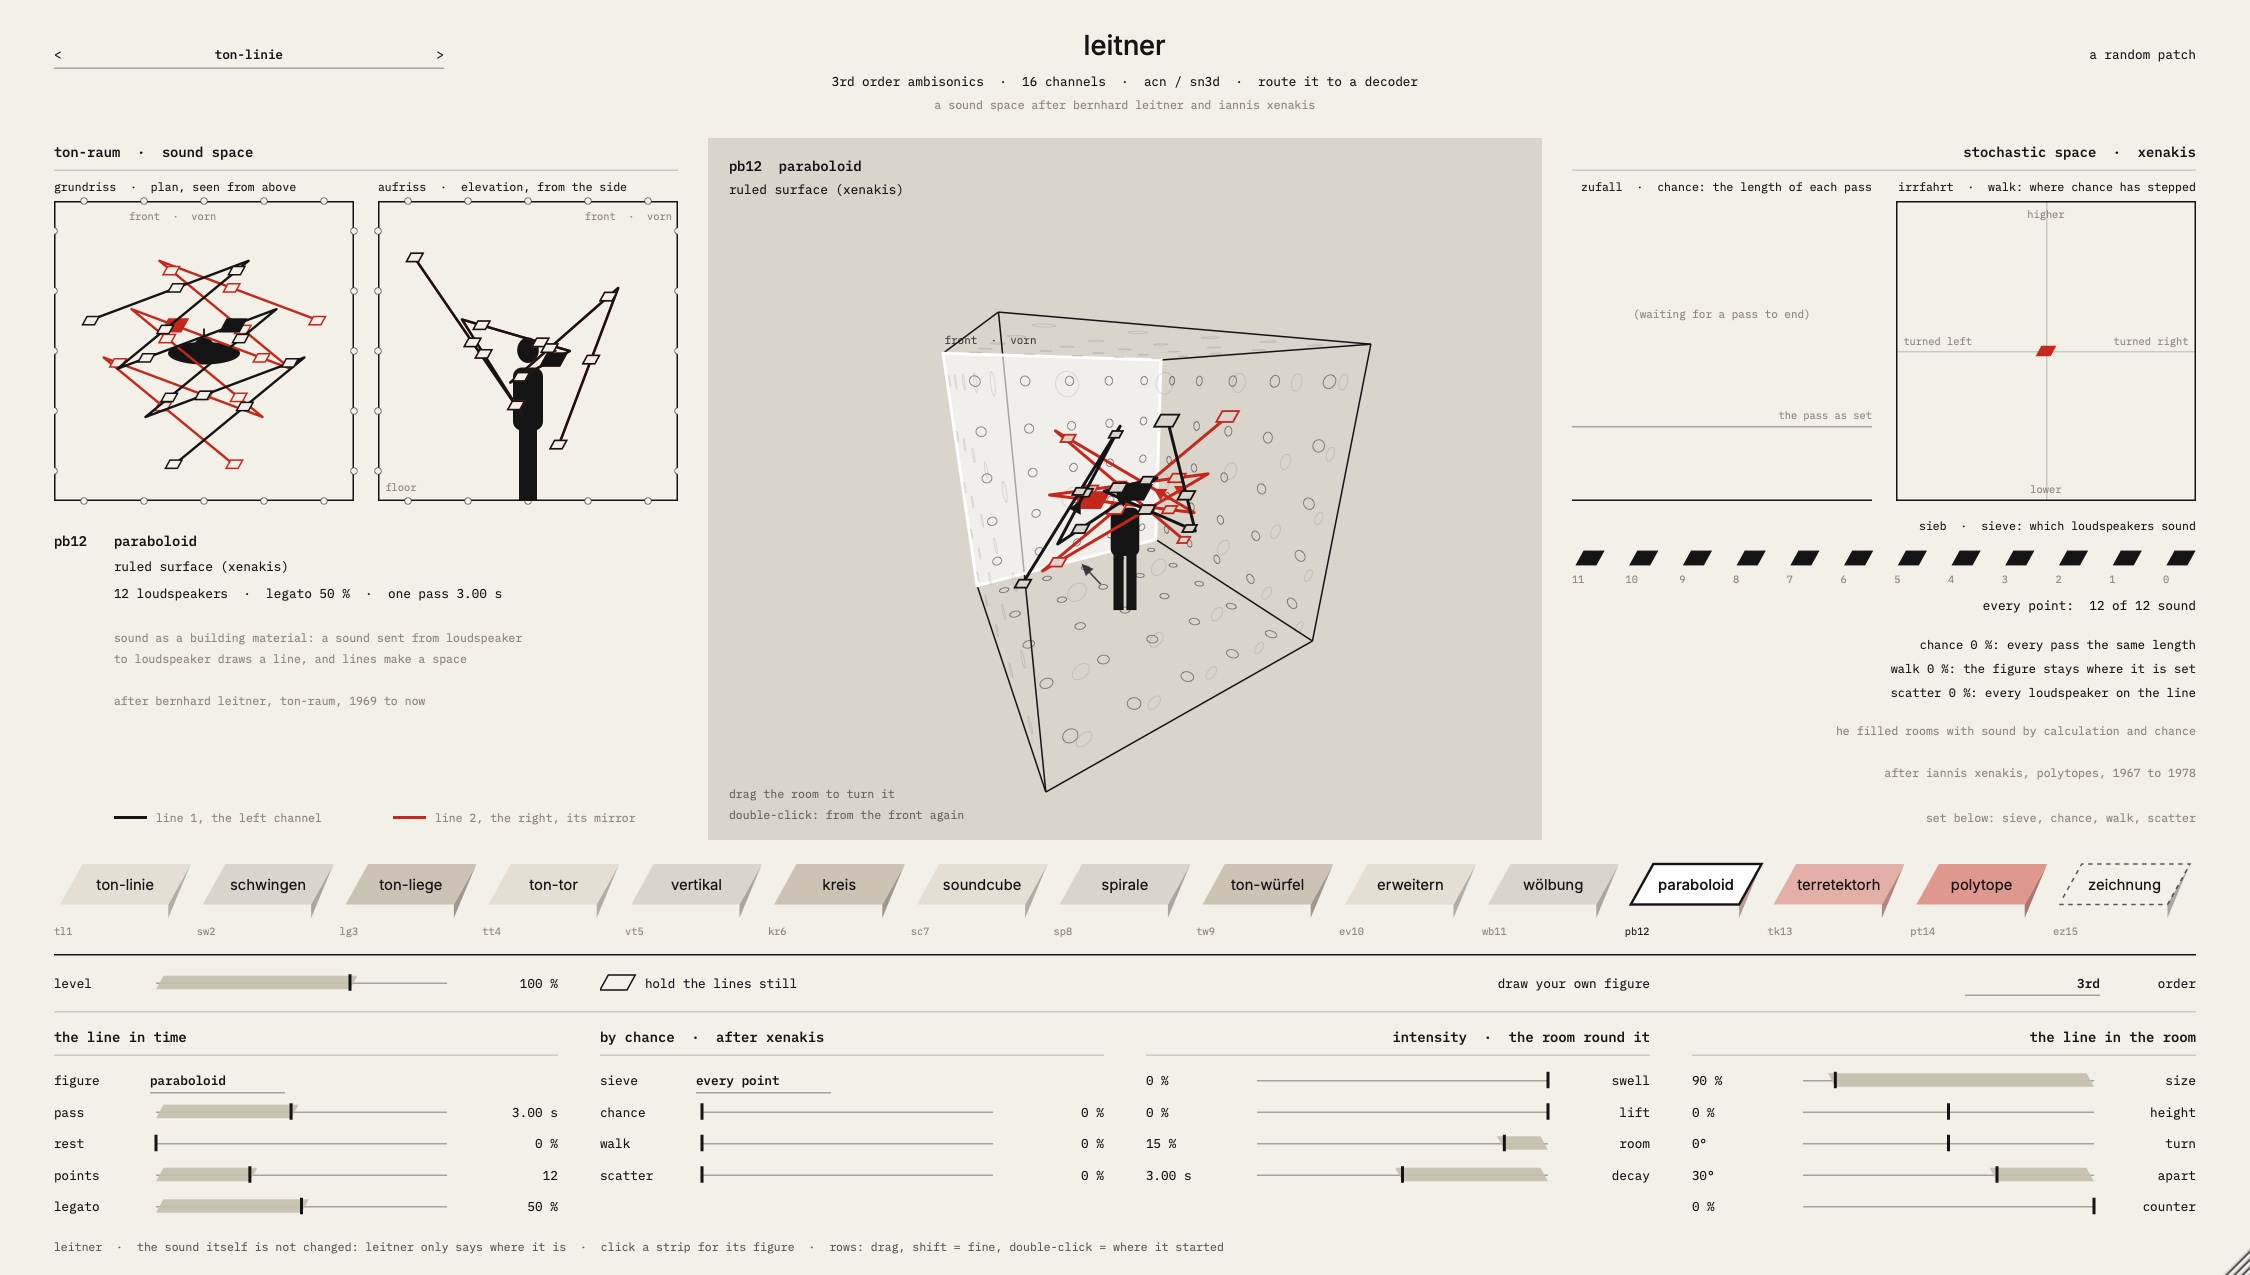 < ton-linie >
leitner
a random patch
3rd order ambisonics · 16 channels · acn / sn3d · route it to a decoder
a sound space after bernhard leitner and iannis xenakis
ton-raum · sound space
grundriss · plan, seen from above
aufriss · elevation, from the side
front · vorn
front · vorn
floor
pb12 paraboloid
ruled surface (xenakis)
12 loudspeakers · legato 50 % · one pass 3.00 s
sound as a building material: a sound sent from loudspeaker
to loudspeaker draws a line, and lines make a space
after bernhard leitner, ton-raum, 1969 to now
line 1, the left channel
line 2, the right, its mirror
pb12 paraboloid
ruled surface (xenakis)
front · vorn
drag the room to turn it
double-click: from the front again
stochastic space · xenakis
zufall · chance: the length of each pass
irrfahrt · walk: where chance has stepped
(waiting for a pass to end)
the pass as set
higher
turned left
turned right
lower
sieb · sieve: which loudspeakers sound
11 10 9 8 7 6 5 4 3 2 1 0
every point: 12 of 12 sound
chance 0 %: every pass the same length
walk 0 %: the figure stays where it is set
scatter 0 %: every loudspeaker on the line
he filled rooms with sound by calculation and chance
after iannis xenakis, polytopes, 1967 to 1978
set below: sieve, chance, walk, scatter
ton-linie schwingen ton-liege ton-tor vertikal kreis soundcube spirale ton-würfel erweitern wölbung paraboloid terretektorh polytope zeichnung
tl1 sw2 lg3 tt4 vt5 kr6 sc7 sp8 tw9 ev10 wb11 pb12 tk13 pt14 ez15
level 100 %
hold the lines still
draw your own figure
3rd order
the line in time
figure paraboloid
pass 3.00 s
rest 0 %
points 12
legato 50 %
by chance · after xenakis
sieve every point
chance 0 %
walk 0 %
scatter 0 %
intensity · the room round it
0 % swell
0 % lift
15 % room
3.00 s decay
the line in the room
90 % size
0 % height
0° turn
30° apart
0 % counter
leitner · the sound itself is not changed: leitner only says where it is · click a strip for its figure · rows: drag, shift = fine, double-click = where it started